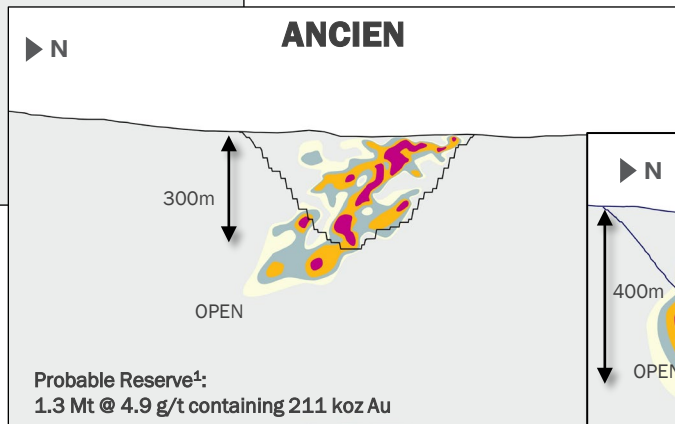 ANCIEN
N
300m
OPEN
Probable Reserve¹:
1.3 Mt @ 4.9 g/t containing 211 koz Au
N
400m
OPEN